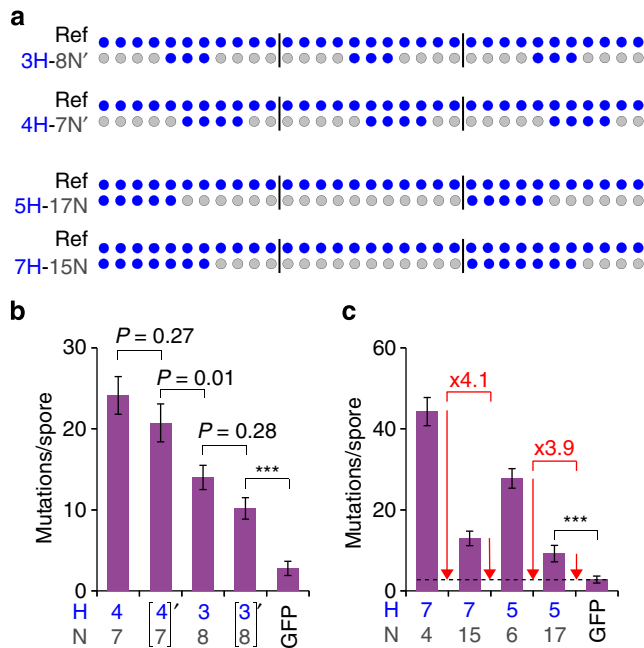 a
Ref
3H-8N′
Ref
4H-7N′
Ref
5H-17N
Ref
7H-15N
b
Mutations/spore
30
20
10
0
P = 0.27
P = 0.01
P = 0.28
***
H 4 [4]′ 3 [3]′ GFP
N 7 [7]′ 8 [8]′
c
Mutations/spore
60
40
20
0
x4.1
x3.9
***
H 7 7 5 5 GFP
N 4 15 6 17